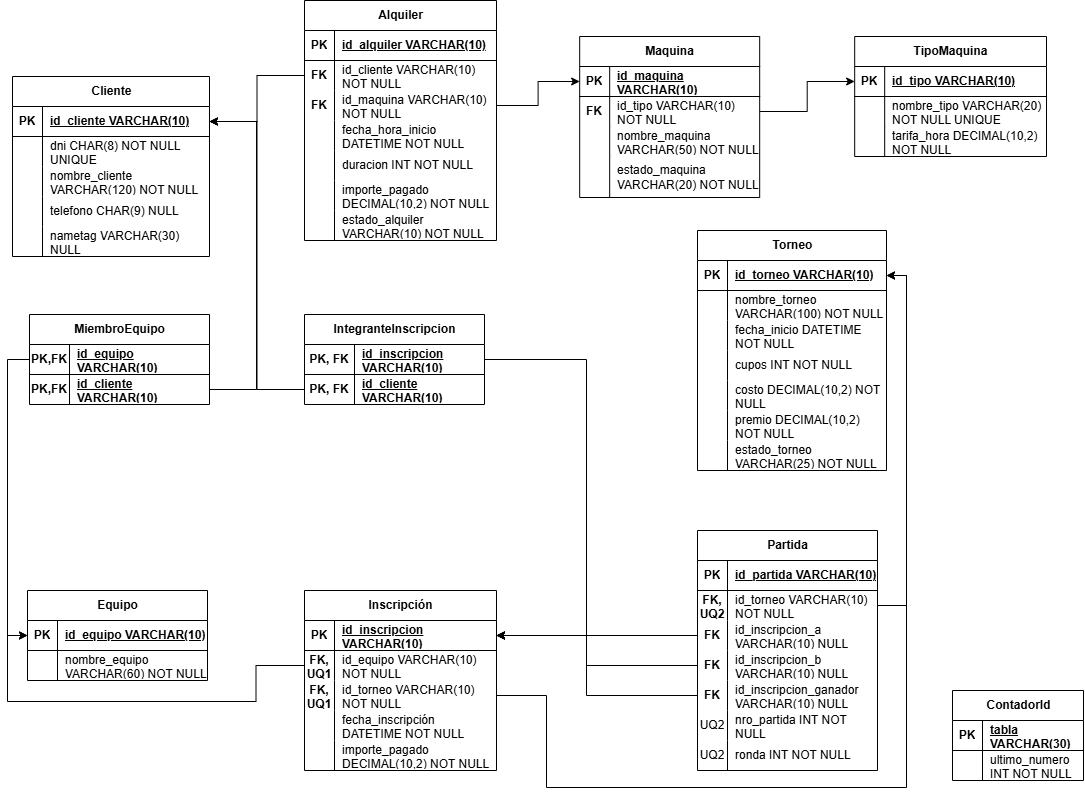 Alquiler
PK id_alquiler VARCHAR(10)
FK id_cliente VARCHAR(10)
NOT NULL
FK id_maquina VARCHAR(10)
NOT NULL
fecha_hora_inicio
DATETIME NOT NULL
duracion INT NOT NULL
importe_pagado
DECIMAL(10,2) NOT NULL
estado_alquiler
VARCHAR(10) NOT NULL
Maquina
PK id_maquina
VARCHAR(10)
FK id_tipo VARCHAR(10)
NOT NULL
nombre_maquina
VARCHAR(50) NOT NULL
estado_maquina
VARCHAR(20) NOT NULL
TipoMaquina
PK id_tipo VARCHAR(10)
nombre_tipo VARCHAR(20)
NOT NULL UNIQUE
tarifa_hora DECIMAL(10,2)
NOT NULL
Cliente
PK id_cliente VARCHAR(10)
dni CHAR(8) NOT NULL
UNIQUE
nombre_cliente
VARCHAR(120) NOT NULL
telefono CHAR(9) NULL
nametag VARCHAR(30)
NULL
Torneo
PK id_torneo VARCHAR(10)
nombre_torneo
VARCHAR(100) NOT NULL
fecha_inicio DATETIME
NOT NULL
cupos INT NOT NULL
costo DECIMAL(10,2) NOT
NULL
premio DECIMAL(10,2)
NOT NULL
estado_torneo
VARCHAR(25) NOT NULL
MiembroEquipo
PK,FK id_equipo
VARCHAR(10)
PK,FK id_cliente
VARCHAR(10)
IntegranteInscripcion
PK, FK id_inscripcion
VARCHAR(10)
PK, FK id_cliente
VARCHAR(10)
Partida
PK id_partida VARCHAR(10)
FK, UQ2 id_torneo VARCHAR(10)
NOT NULL
FK id_inscripcion_a
VARCHAR(10) NULL
FK id_inscripcion_b
VARCHAR(10) NULL
FK id_inscripcion_ganador
VARCHAR(10) NULL
UQ2 nro_partida INT NOT
NULL
UQ2 ronda INT NOT NULL
Equipo
PK id_equipo VARCHAR(10)
nombre_equipo
VARCHAR(60) NOT NULL
Inscripción
PK id_inscripcion
VARCHAR(10)
FK, UQ1 id_equipo VARCHAR(10)
NOT NULL
FK, UQ1 id_torneo VARCHAR(10)
NOT NULL
fecha_inscripción
DATETIME NOT NULL
importe_pagado
DECIMAL(10,2) NOT NULL
ContadorId
PK tabla
VARCHAR(30)
ultimo_numero
INT NOT NULL